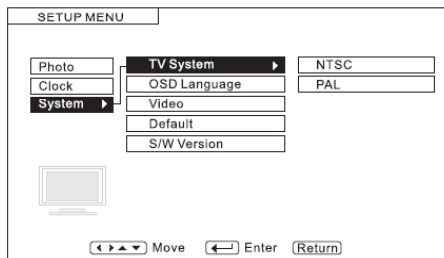 SETUP MENU
Photo
Clock
System
TV System
OSD Language
Video
Default
S/W Version
NTSC
PAL
Move Enter Return